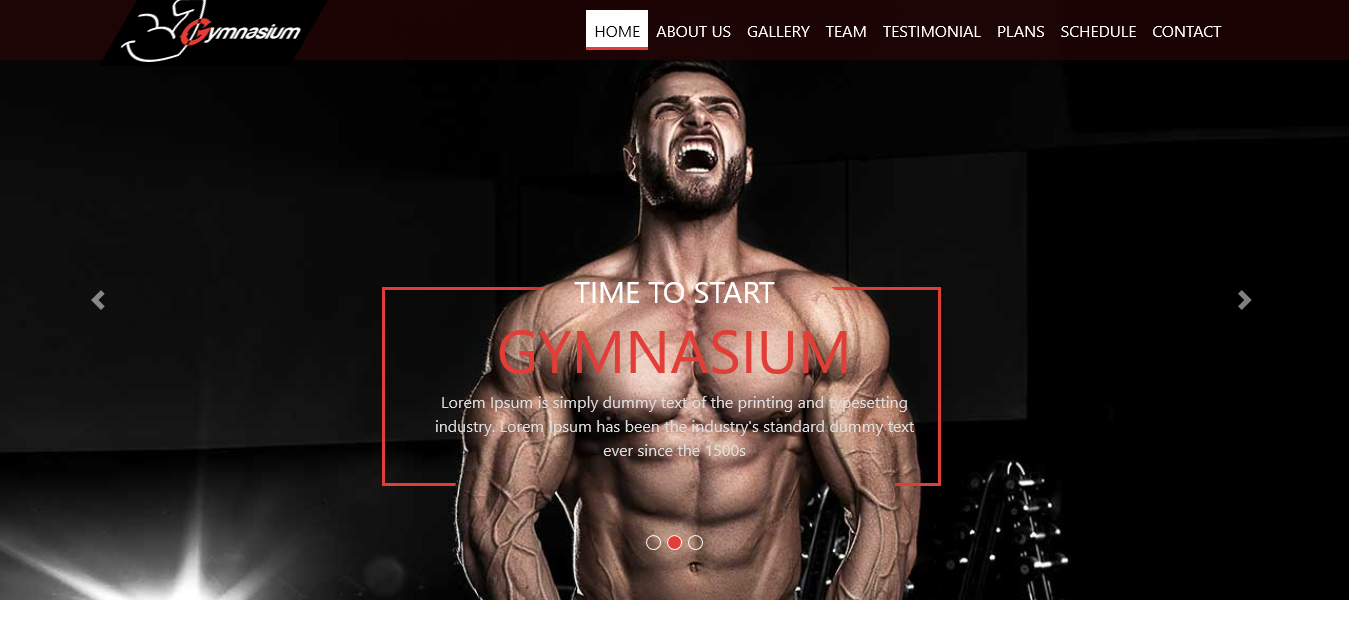 Gymnasium
HOME ABOUT US GALLERY TEAM TESTIMONIAL PLANS SCHEDULE CONTACT
TIME TO START
GYMNASIUM
Lorem Ipsum is simply dummy text of the printing and typesetting
industry. Lorem Ipsum has been the industry's standard dummy text
ever since the 1500s